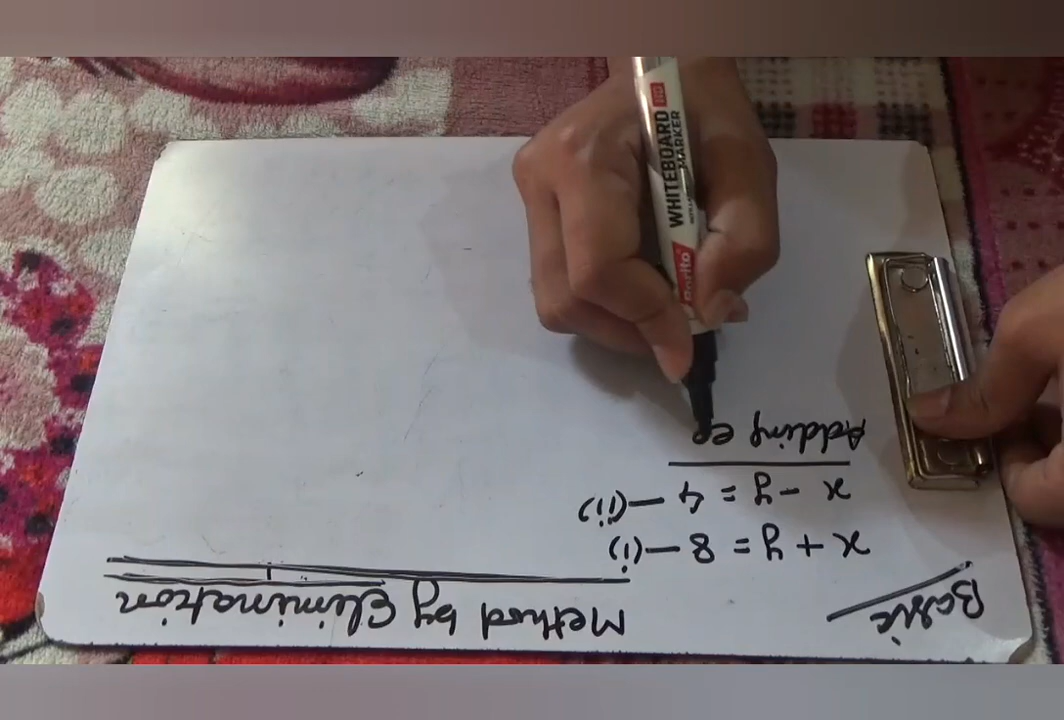 Basic
Method by Elimination
x + y = 8 —(i)
x - y = 4 —(ii)
Adding eq
WHITEBOARD
MARKER